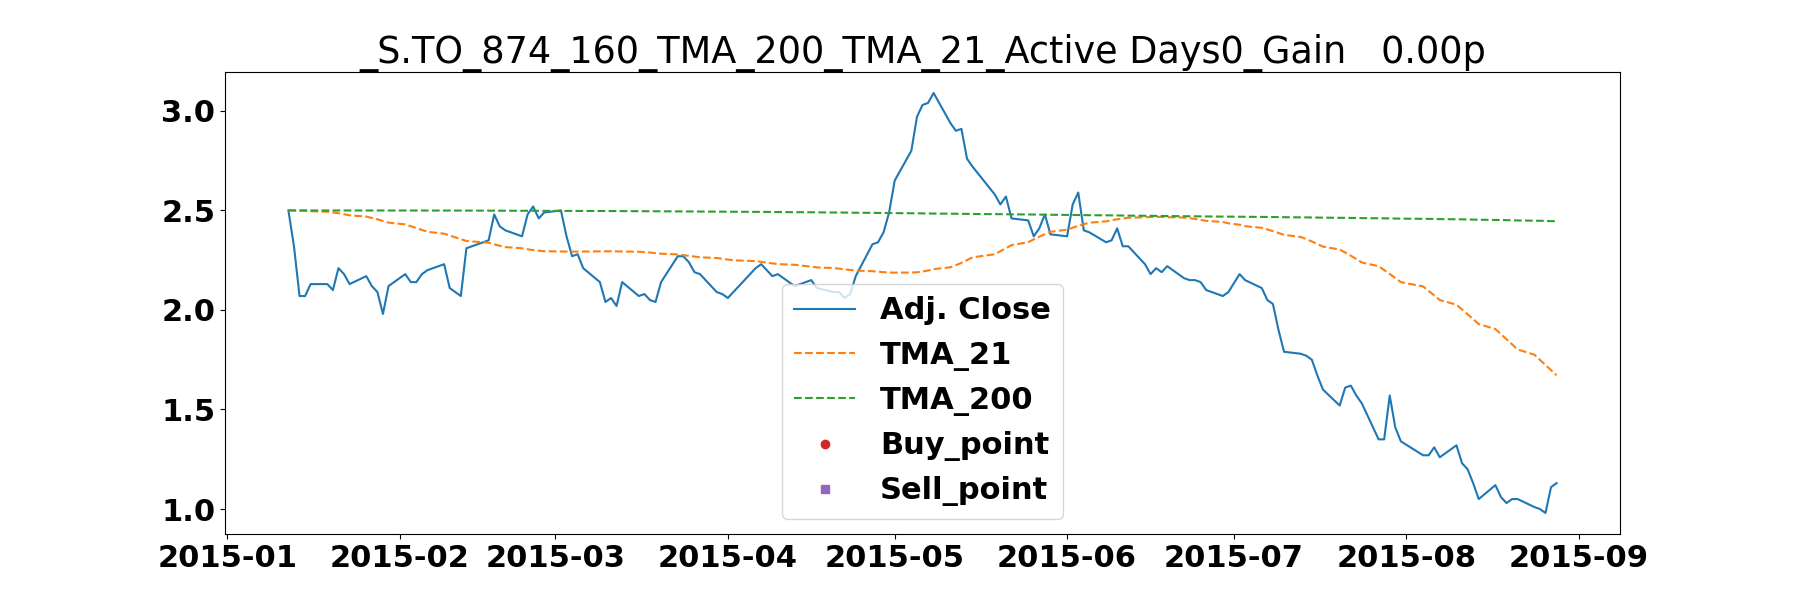 _S.TO_874_160_TMA_200_TMA_21_Active Days0_Gain   0.00p
3.0
2.5
2.0
1.5
1.0
Adj. Close
TMA_21
TMA_200
Buy_point
Sell_point
2015-01 2015-02 2015-03 2015-04 2015-05 2015-06 2015-07 2015-08 2015-09